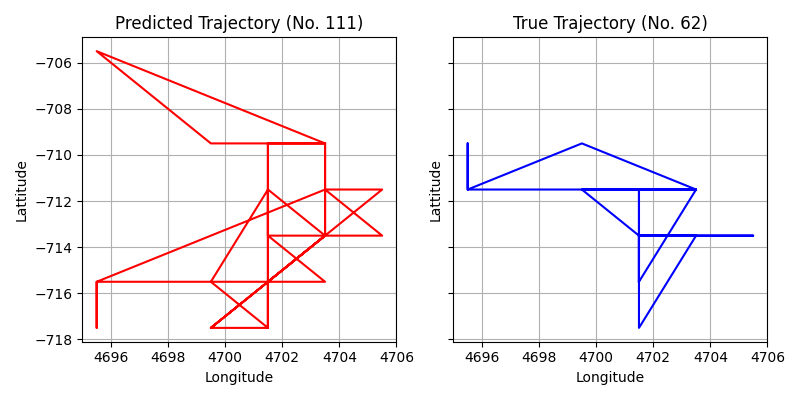 Predicted Trajectory (No. 111)
True Trajectory (No. 62)
−706
−708
−710
−712
−714
−716
−718
Lattitude
Lattitude
4696 4698 4700 4702 4704 4706
4696 4698 4700 4702 4704 4706
Longitude
Longitude